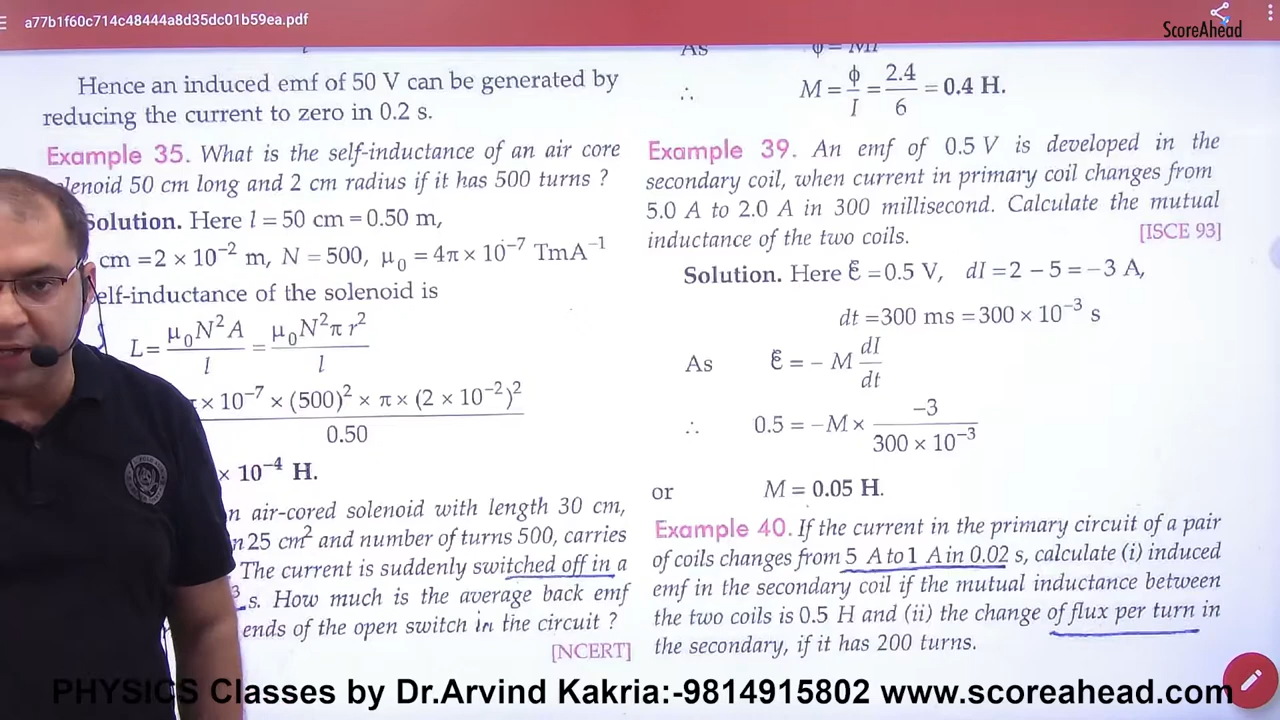 a77b1f60c714c48444a8d35dc01b59ea.pdf
ScoreAhead
Hence an induced emf of 50 V can be generated by
reducing the current to zero in 0.2 s.
Example 35. What is the self-inductance of an air core
lenoid 50 cm long and 2 cm radius if it has 500 turns ?
Solution. Here l = 50 cm = 0.50 m,
cm = 2 × 10⁻² m, N = 500, μ₀ = 4π × 10⁻⁷ TmA⁻¹
elf-inductance of the solenoid is
L = μ₀N²A / l = μ₀N²π r² / l
× 10⁻⁷ × (500)² × π × (2 × 10⁻²)² / 0.50
× 10⁻⁴ H.
n air-cored solenoid with length 30 cm,
n 25 cm² and number of turns 500, carries
The current is suddenly switched off in a
³ s. How much is the average back emf
ends of the open switch in the circuit ?
[NCERT]
As φ = MI
∴ M = φ / I = 2.4 / 6 = 0.4 H.
Example 39. An emf of 0.5 V is developed in the
secondary coil, when current in primary coil changes from
5.0 A to 2.0 A in 300 millisecond. Calculate the mutual
inductance of the two coils. [ISCE 93]
Solution. Here ℰ = 0.5 V, dI = 2 − 5 = −3 A,
dt = 300 ms = 300 × 10⁻³ s
As ℰ = − M dI / dt
∴ 0.5 = −M × −3 / 300 × 10⁻³
or M = 0.05 H.
Example 40. If the current in the primary circuit of a pair
of coils changes from 5 A to 1 A in 0.02 s, calculate (i) induced
emf in the secondary coil if the mutual inductance between
the two coils is 0.5 H and (ii) the change of flux per turn in
the secondary, if it has 200 turns.
PHYSICS Classes by Dr.Arvind Kakria:-9814915802 www.scoreahead.com